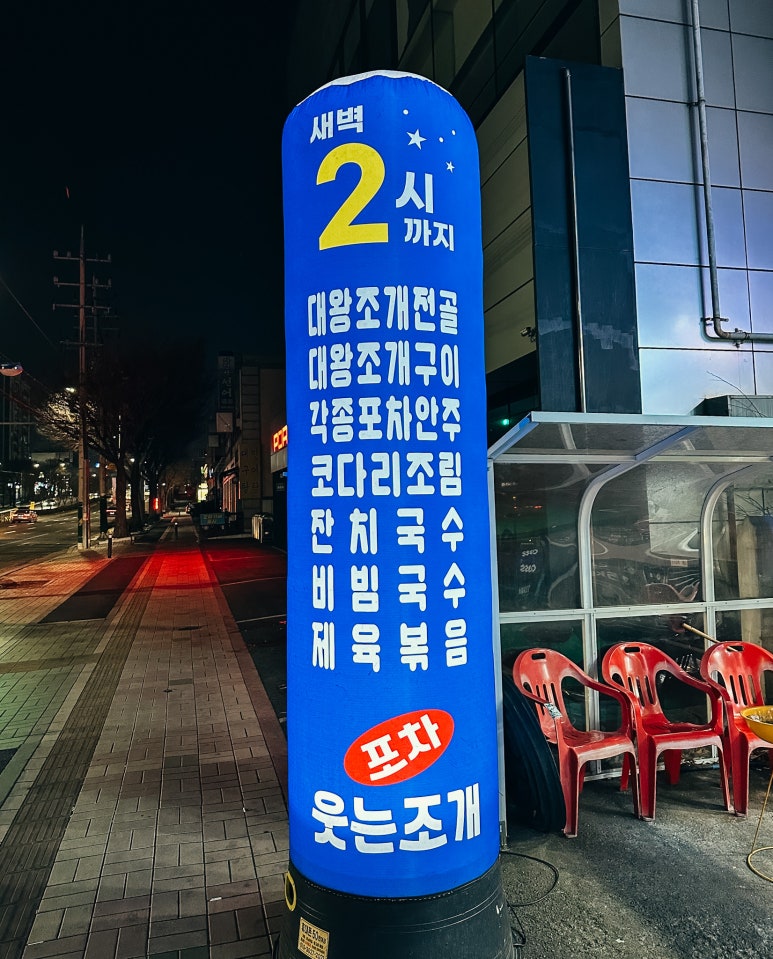 새벽
2시
까지
대왕조개전골
대왕조개구이
각종포차안주
코다리조림
잔치국수
비빔국수
제육볶음
포차
웃는조개